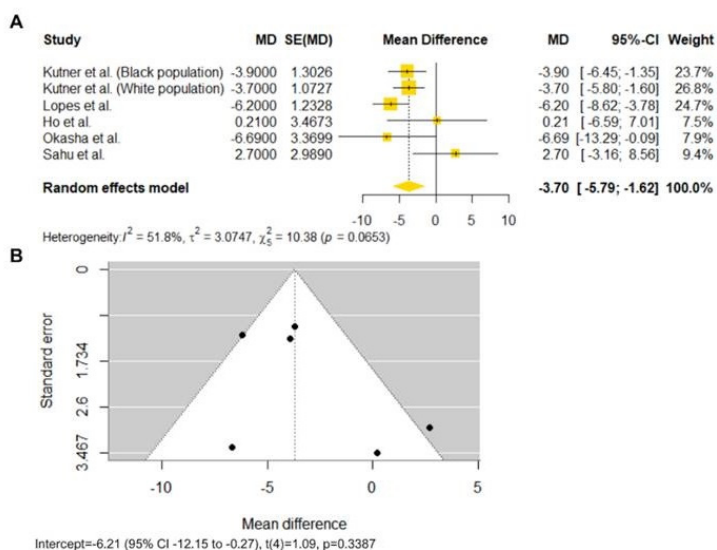 A
Study MD SE(MD) Mean Difference MD 95%-CI Weight
Kutner et al. (Black population) -3.9000 1.3026 -3.90 [ -6.45; -1.35] 23.7%
Kutner et al. (White population) -3.7000 1.0727 -3.70 [ -5.80; -1.60] 26.8%
Lopes et al. -6.2000 1.2328 -6.20 [ -8.62; -3.78] 24.7%
Ho et al. 0.2100 3.4673 0.21 [ -6.59; 7.01] 7.5%
Okasha et al. -6.6900 3.3699 -6.69 [-13.29; -0.09] 7.9%
Sahu et al. 2.7000 2.9890 2.70 [ -3.16; 8.56] 9.4%
Random effects model -3.70 [ -5.79; -1.62] 100.0%
-10 -5 0 5 10
Heterogeneity: I² = 51.8%, τ² = 3.0747, χ²₅ = 10.38 (p = 0.0653)
B
Standard error
0
1.734
2.6
3.467
-10 -5 0 5
Mean difference
Intercept=-6.21 (95% CI -12.15 to -0.27), t(4)=1.09, p=0.3387